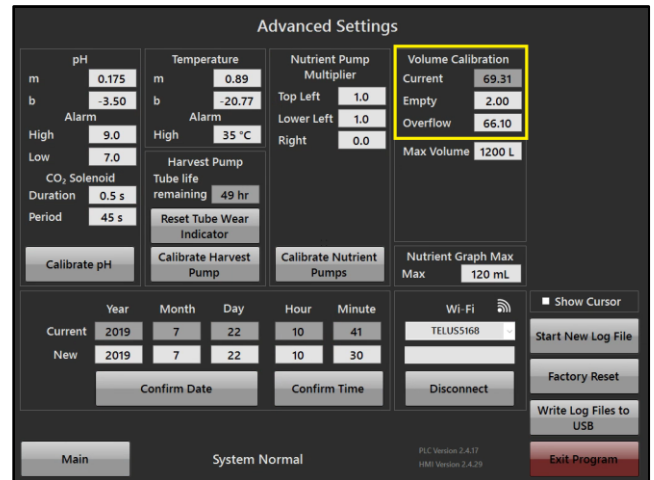 Advanced Settings
pH
m 0.175
b -3.50
Alarm
High 9.0
Low 7.0
CO₂ Solenoid
Duration 0.5 s
Period 45 s
Calibrate pH
Temperature
m 0.89
b -20.77
Alarm
High 35 °C
Harvest Pump
Tube life
remaining 49 hr
Reset Tube Wear
Indicator
Calibrate Harvest
Pump
Nutrient Pump
Multiplier
Top Left 1.0
Lower Left 1.0
Right 0.0
Calibrate Nutrient
Pumps
Volume Calibration
Current 69.31
Empty 2.00
Overflow 66.10
Max Volume 1200 L
Nutrient Graph Max
Max 120 mL
Year Month Day Hour Minute
Current 2019 7 22 10 41
New 2019 7 22 10 30
Confirm Date
Confirm Time
Wi-Fi
TELUS5168
Disconnect
Show Cursor
Start New Log File
Factory Reset
Write Log Files to
USB
Main
System Normal
PLC Version 2.4.17
HMI Version 2.4.29
Exit Program